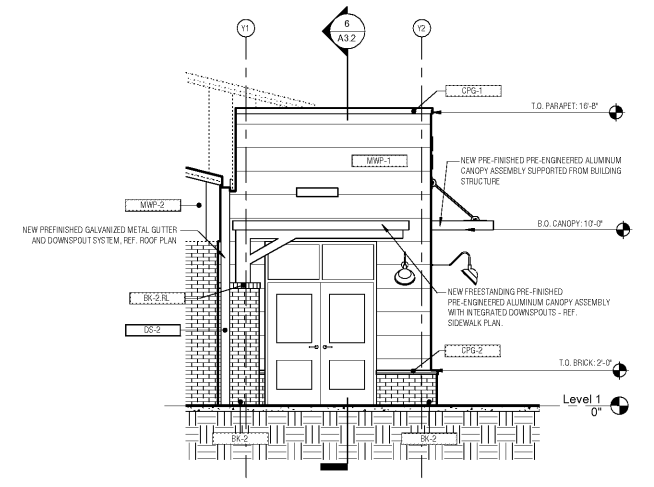 Y1
6
A3.2
Y2
CPG-1
T.O. PARAPET: 16'-8"
MWP-1
NEW PRE-FINISHED PRE-ENGINEERED ALUMINUM
CANOPY ASSEMBLY SUPPORTED FROM BUILDING
STRUCTURE
MWP-2
NEW PREFINISHED GALVANIZED METAL GUTTER
AND DOWNSPOUT SYSTEM, REF. ROOF PLAN
B.O. CANOPY: 10'-0"
BK-2.RL
NEW FREESTANDING PRE-FINISHED
PRE-ENGINEERED ALUMINUM CANOPY ASSEMBLY
WITH INTEGRATED DOWNSPOUTS - REF.
SIDEWALK PLAN.
DS-2
CPG-2
T.O. BRICK: 2'-0"
Level 1
0"
BK-2
BK-2